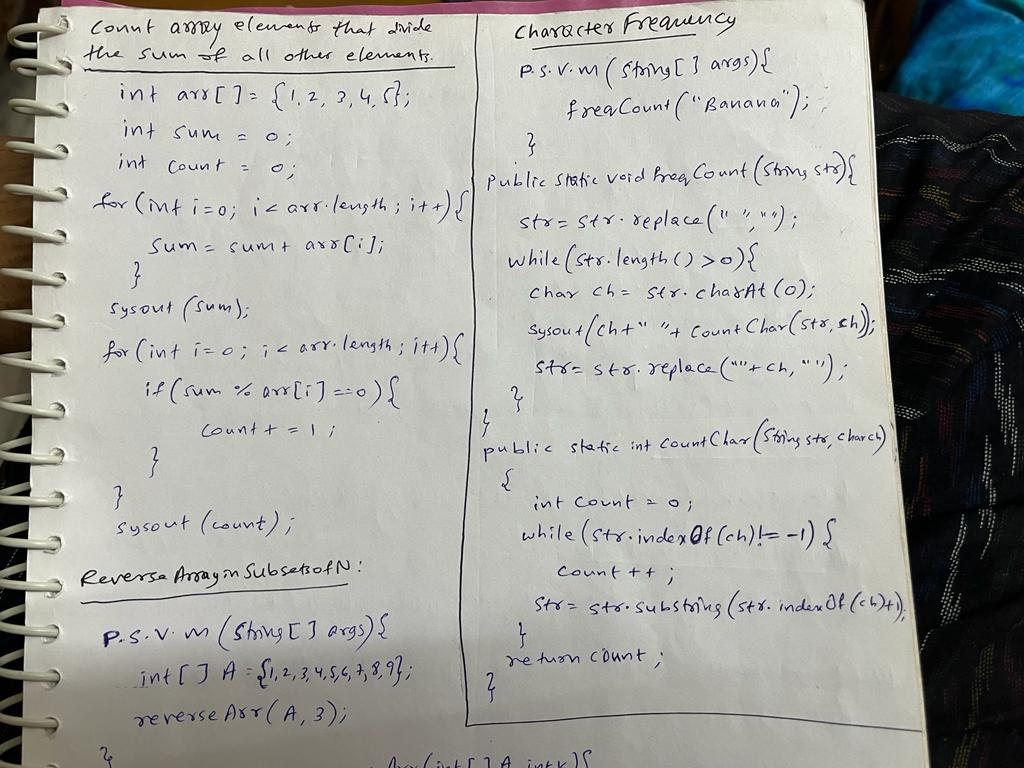 Count array elements that divide
the sum of all other elements.
int arr[] = {1, 2, 3, 4, 5};
int sum = 0;
int count = 0;
for(int i=0; i< arr.length; i++){
sum = sum + arr[i];
}
sysout (sum);
for(int i=0; i< arr.length; i++){
if(sum % arr[i] ==0){
count+ = 1;
}
}
sysout (count);
Reverse Array in Subsets of N:
P.S.V.m (String[] args){
int[] A = {1,2,3,4,5,6,7,8,9};
reverseArr(A, 3);
}
Arr(int[] A, int k){
Character Frequency
P.S.V.m (String[] args){
freqCount("Banana");
}
public static void freqCount(String str){
str = str.replace(" ", "");
while(str.length() >0){
char ch = str.charAt(0);
sysout(ch+" "+ countChar(str, ch));
str= str.replace(""+ ch, "");
}
}
public static int countChar(String str, char ch)
{
int count = 0;
while(str.indexOf(ch)!= -1){
count ++;
str= str.substring(str.indexOf(ch)+1);
}
return count;
}